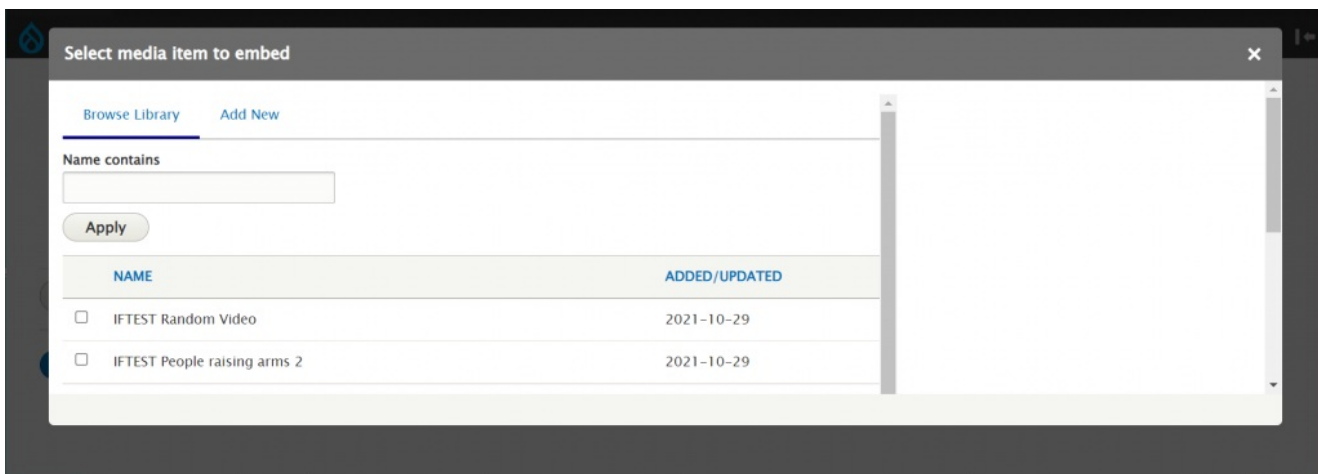 Select media item to embed
Browse Library Add New
Name contains
Apply
NAME ADDED/UPDATED
IFTEST Random Video 2021-10-29
IFTEST People raising arms 2 2021-10-29